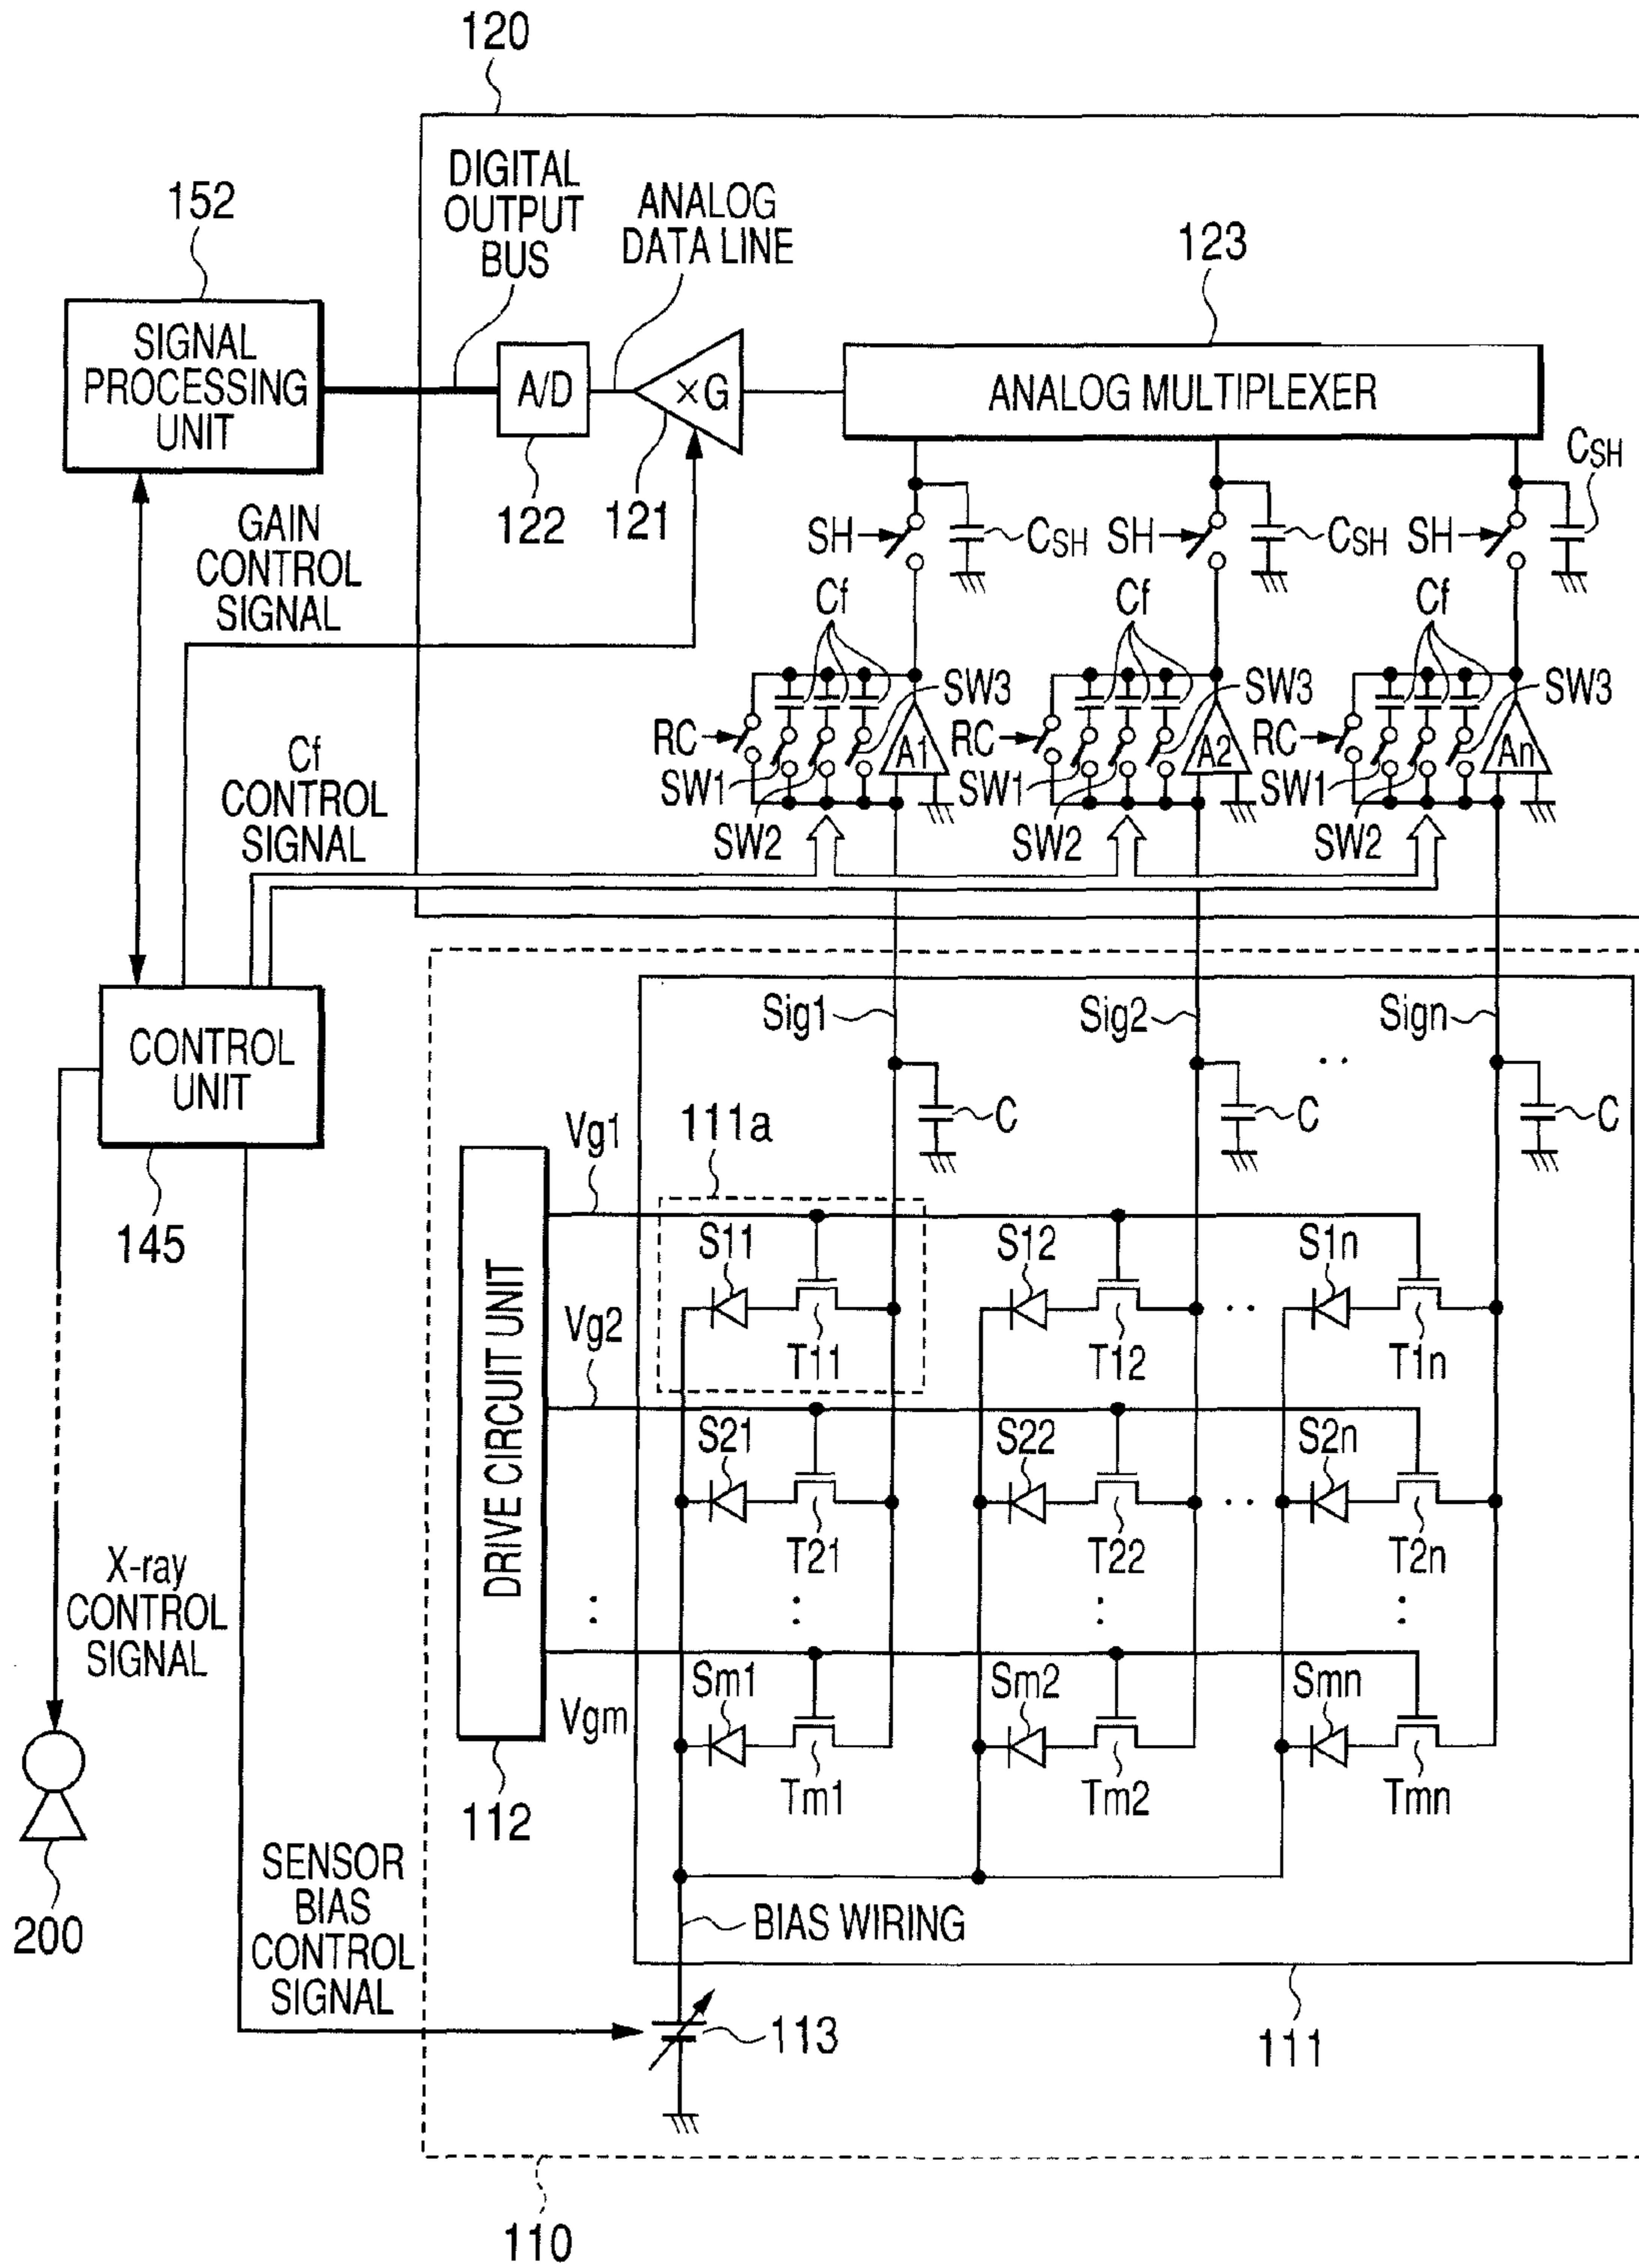 120
DIGITAL
OUTPUT
BUS
ANALOG
DATA LINE
152
123
SIGNAL
PROCESSING
UNIT
A/D
×G
ANALOG MULTIPLEXER
122
121
GAIN
CONTROL
SIGNAL
SH
CSH
SH
CSH
SH
CSH
Cf
Cf
Cf
SW3
SW3
SW3
RC
A1
RC
A2
RC
An
SW1
SW1
SW1
SW2
SW2
SW2
Cf
CONTROL
SIGNAL
Sig1
Sig2
Sign
. .
CONTROL
UNIT
145
C
C
C
Vg1
111a
S11
S12
S1n
T11
T12
. .
T1n
Vg2
DRIVE CIRCUIT UNIT
S21
S22
S2n
T21
T22
. .
T2n
:
:
:
:
X-ray
CONTROL
SIGNAL
Sm1
Sm2
Smn
Vgm
Tm1
Tm2
Tmn
112
200
SENSOR
BIAS
CONTROL
SIGNAL
BIAS WIRING
113
111
110